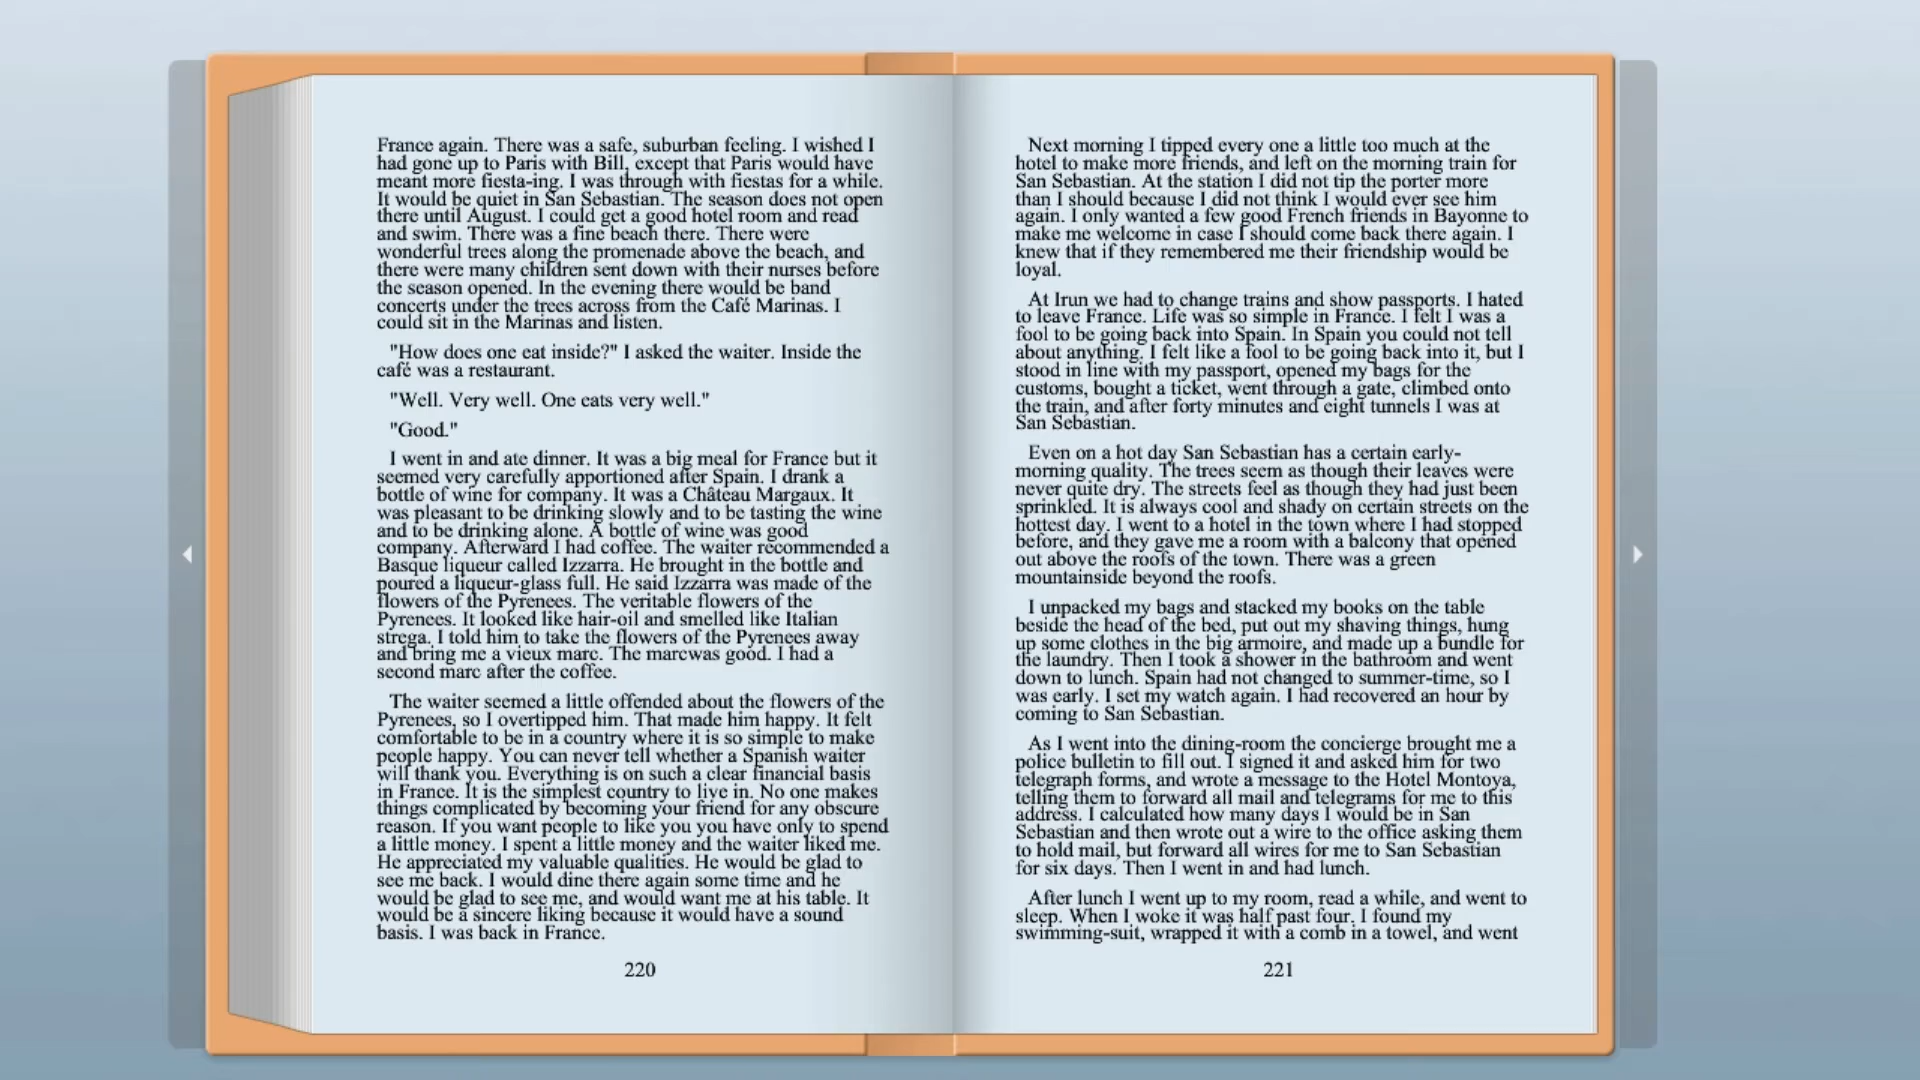 France again. There was a safe, suburban feeling. I wished I
had gone up to Paris with Bill, except that Paris would have
meant more fiesta-ing. I was through with fiestas for a while.
It would be quiet in San Sebastian. The season does not open
there until August. I could get a good hotel room and read
and swim. There was a fine beach there. There were
wonderful trees along the promenade above the beach, and
there were many children sent down with their nurses before
the season opened. In the evening there would be band
concerts under the trees across from the Café Marinas. I
could sit in the Marinas and listen.
"How does one eat inside?" I asked the waiter. Inside the
café was a restaurant.
"Well. Very well. One eats very well."
"Good."
I went in and ate dinner. It was a big meal for France but it
seemed very carefully apportioned after Spain. I drank a
bottle of wine for company. It was a Château Margaux. It
was pleasant to be drinking slowly and to be tasting the wine
and to be drinking alone. A bottle of wine was good
company. Afterward I had coffee. The waiter recommended a
Basque liqueur called Izzarra. He brought in the bottle and
poured a liqueur-glass full. He said Izzarra was made of the
flowers of the Pyrenees. The veritable flowers of the
Pyrenees. It looked like hair-oil and smelled like Italian
strega. I told him to take the flowers of the Pyrenees away
and bring me a vieux marc. The marcwas good. I had a
second marc after the coffee.
The waiter seemed a little offended about the flowers of the
Pyrenees, so I overtipped him. That made him happy. It felt
comfortable to be in a country where it is so simple to make
people happy. You can never tell whether a Spanish waiter
will thank you. Everything is on such a clear financial basis
in France. It is the simplest country to live in. No one makes
things complicated by becoming your friend for any obscure
reason. If you want people to like you you have only to spend
a little money. I spent a little money and the waiter liked me.
He appreciated my valuable qualities. He would be glad to
see me back. I would dine there again some time and he
would be glad to see me, and would want me at his table. It
would be a sincere liking because it would have a sound
basis. I was back in France.
220
Next morning I tipped every one a little too much at the
hotel to make more friends, and left on the morning train for
San Sebastian. At the station I did not tip the porter more
than I should because I did not think I would ever see him
again. I only wanted a few good French friends in Bayonne to
make me welcome in case I should come back there again. I
knew that if they remembered me their friendship would be
loyal.
At Irun we had to change trains and show passports. I hated
to leave France. Life was so simple in France. I felt I was a
fool to be going back into Spain. In Spain you could not tell
about anything. I felt like a fool to be going back into it, but I
stood in line with my passport, opened my bags for the
customs, bought a ticket, went through a gate, climbed onto
the train, and after forty minutes and eight tunnels I was at
San Sebastian.
Even on a hot day San Sebastian has a certain early-
morning quality. The trees seem as though their leaves were
never quite dry. The streets feel as though they had just been
sprinkled. It is always cool and shady on certain streets on the
hottest day. I went to a hotel in the town where I had stopped
before, and they gave me a room with a balcony that opened
out above the roofs of the town. There was a green
mountainside beyond the roofs.
I unpacked my bags and stacked my books on the table
beside the head of the bed, put out my shaving things, hung
up some clothes in the big armoire, and made up a bundle for
the laundry. Then I took a shower in the bathroom and went
down to lunch. Spain had not changed to summer-time, so I
was early. I set my watch again. I had recovered an hour by
coming to San Sebastian.
As I went into the dining-room the concierge brought me a
police bulletin to fill out. I signed it and asked him for two
telegraph forms, and wrote a message to the Hotel Montoya,
telling them to forward all mail and telegrams for me to this
address. I calculated how many days I would be in San
Sebastian and then wrote out a wire to the office asking them
to hold mail, but forward all wires for me to San Sebastian
for six days. Then I went in and had lunch.
After lunch I went up to my room, read a while, and went to
sleep. When I woke it was half past four. I found my
swimming-suit, wrapped it with a comb in a towel, and went
221